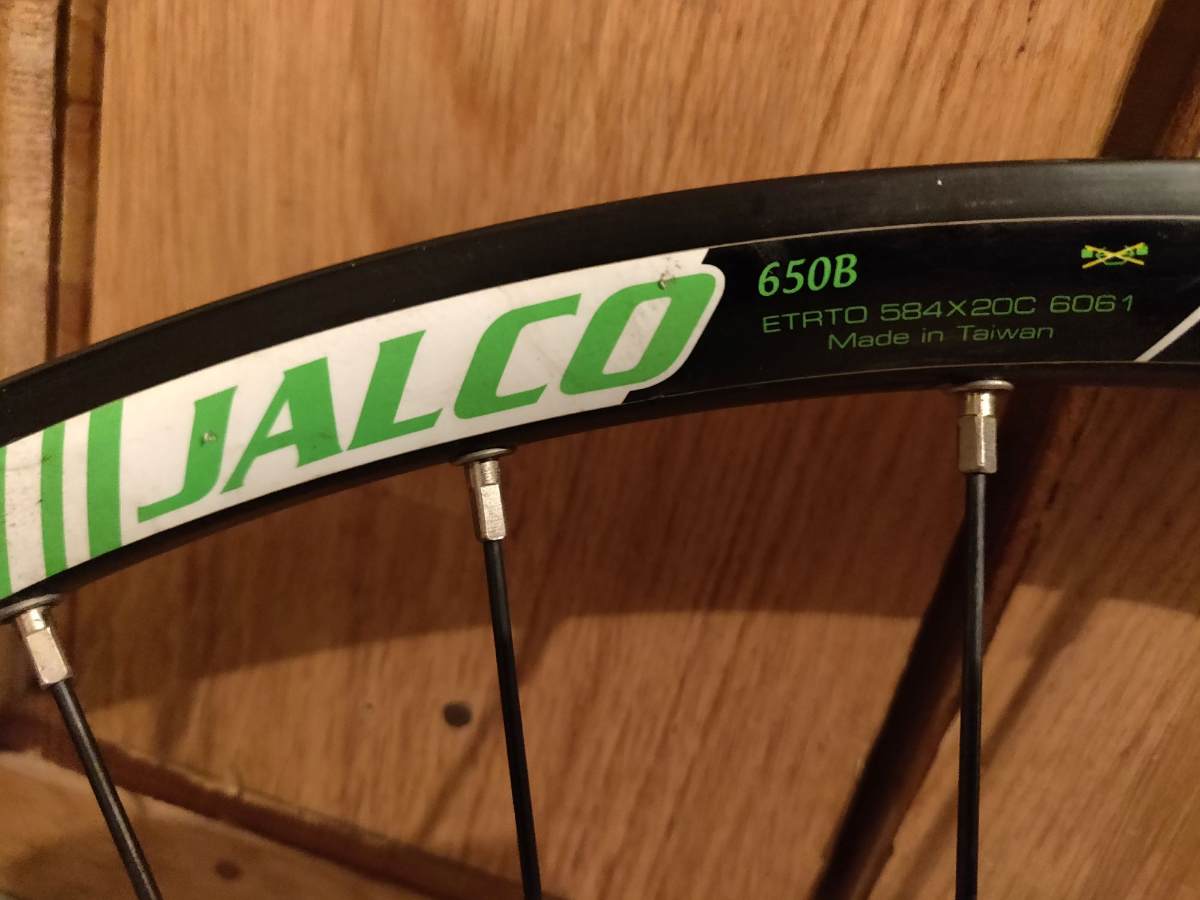 JALCO
650B
ETRTO 584X20C 6061
Made in Taiwan